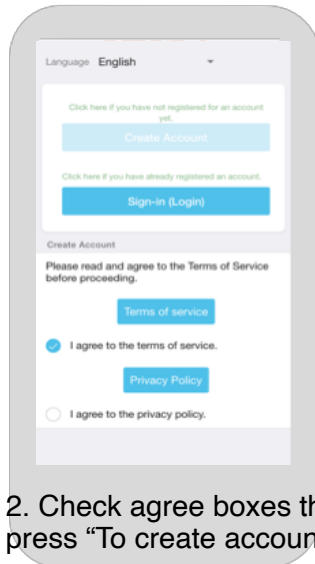 Language English
Click here if you have not registered for an account
yet.
Create Account
Click here if you have already registered an account.
Sign-in (Login)
Create Account
Please read and agree to the Terms of Service
before proceeding.
Terms of service
I agree to the terms of service.
Privacy Policy
I agree to the privacy policy.
2. Check agree boxes th
press “To create accoun